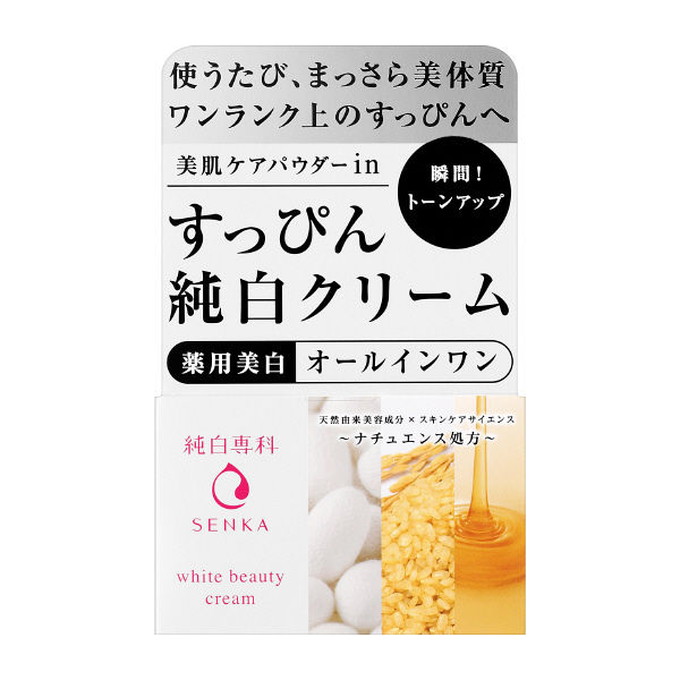 使うたび、まっさら美体質
ワンランク上のすっぴんへ
美肌ケアパウダーin
瞬間!
トーンアップ
すっぴん
純白クリーム
薬用美白 オールインワン
天然由来美容成分×スキンケアサイエンス
~ナチュエンス処方~
純白専科
SENKA
white beauty
cream